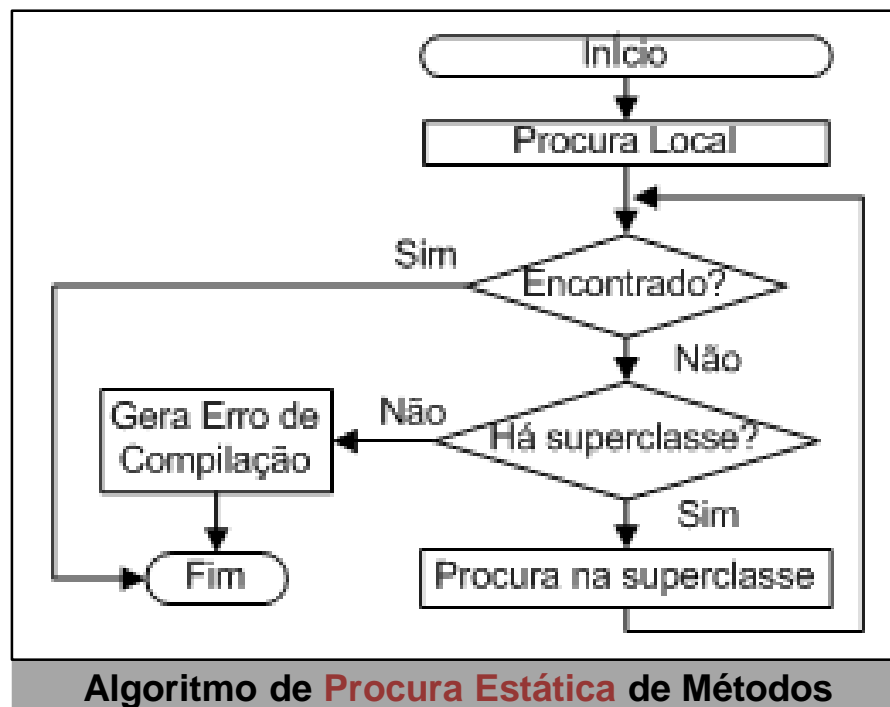 Início
Procura Local
Sim
Encontrado?
Não
Não
Há superclasse?
Gera Erro de
Compilação
Sim
Procura na superclasse
Fim
Algoritmo de Procura Estática de Métodos